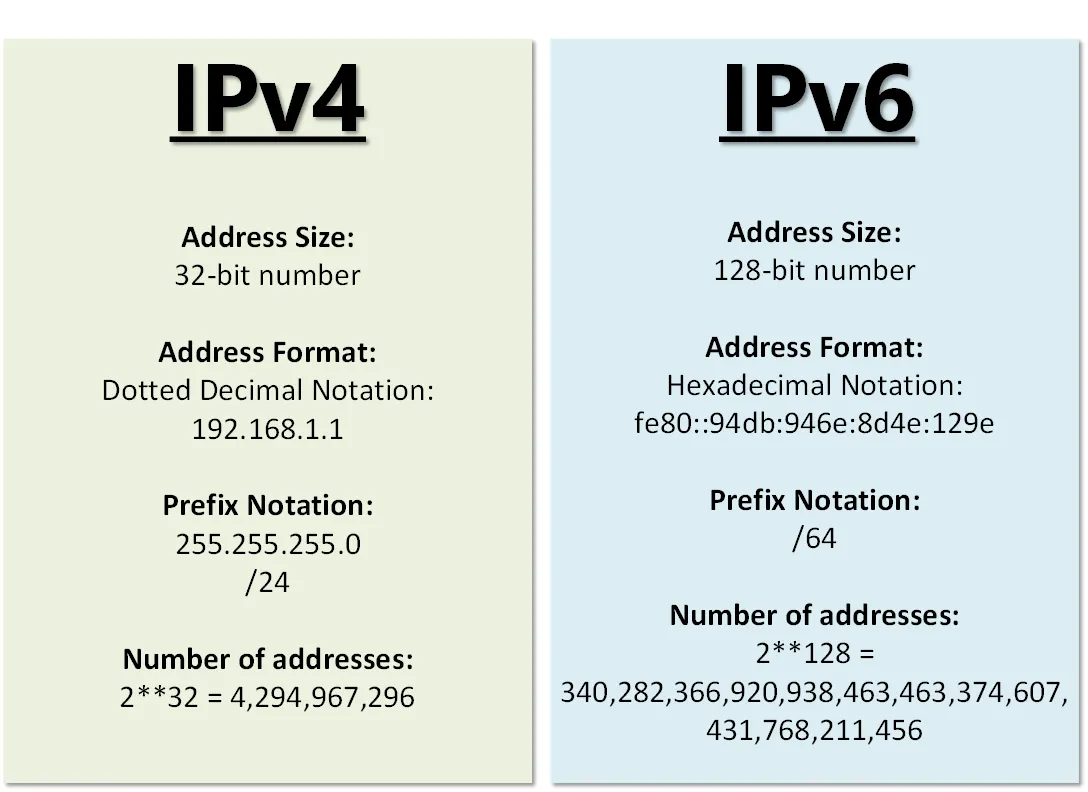 IPv4
Address Size:
32-bit number
Address Format:
Dotted Decimal Notation:
192.168.1.1
Prefix Notation:
255.255.255.0
/24
Number of addresses:
2**32 = 4,294,967,296
IPv6
Address Size:
128-bit number
Address Format:
Hexadecimal Notation:
fe80::94db:946e:8d4e:129e
Prefix Notation:
/64
Number of addresses:
2**128 =
340,282,366,920,938,463,463,374,607,
431,768,211,456